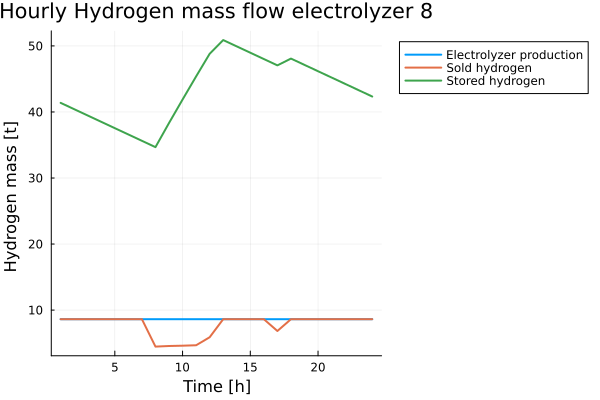 Hourly Hydrogen mass flow electrolyzer 8
Electrolyzer production
Sold hydrogen
Stored hydrogen
Hydrogen mass [t]
50
40
30
20
10
5
10
15
20
Time [h]